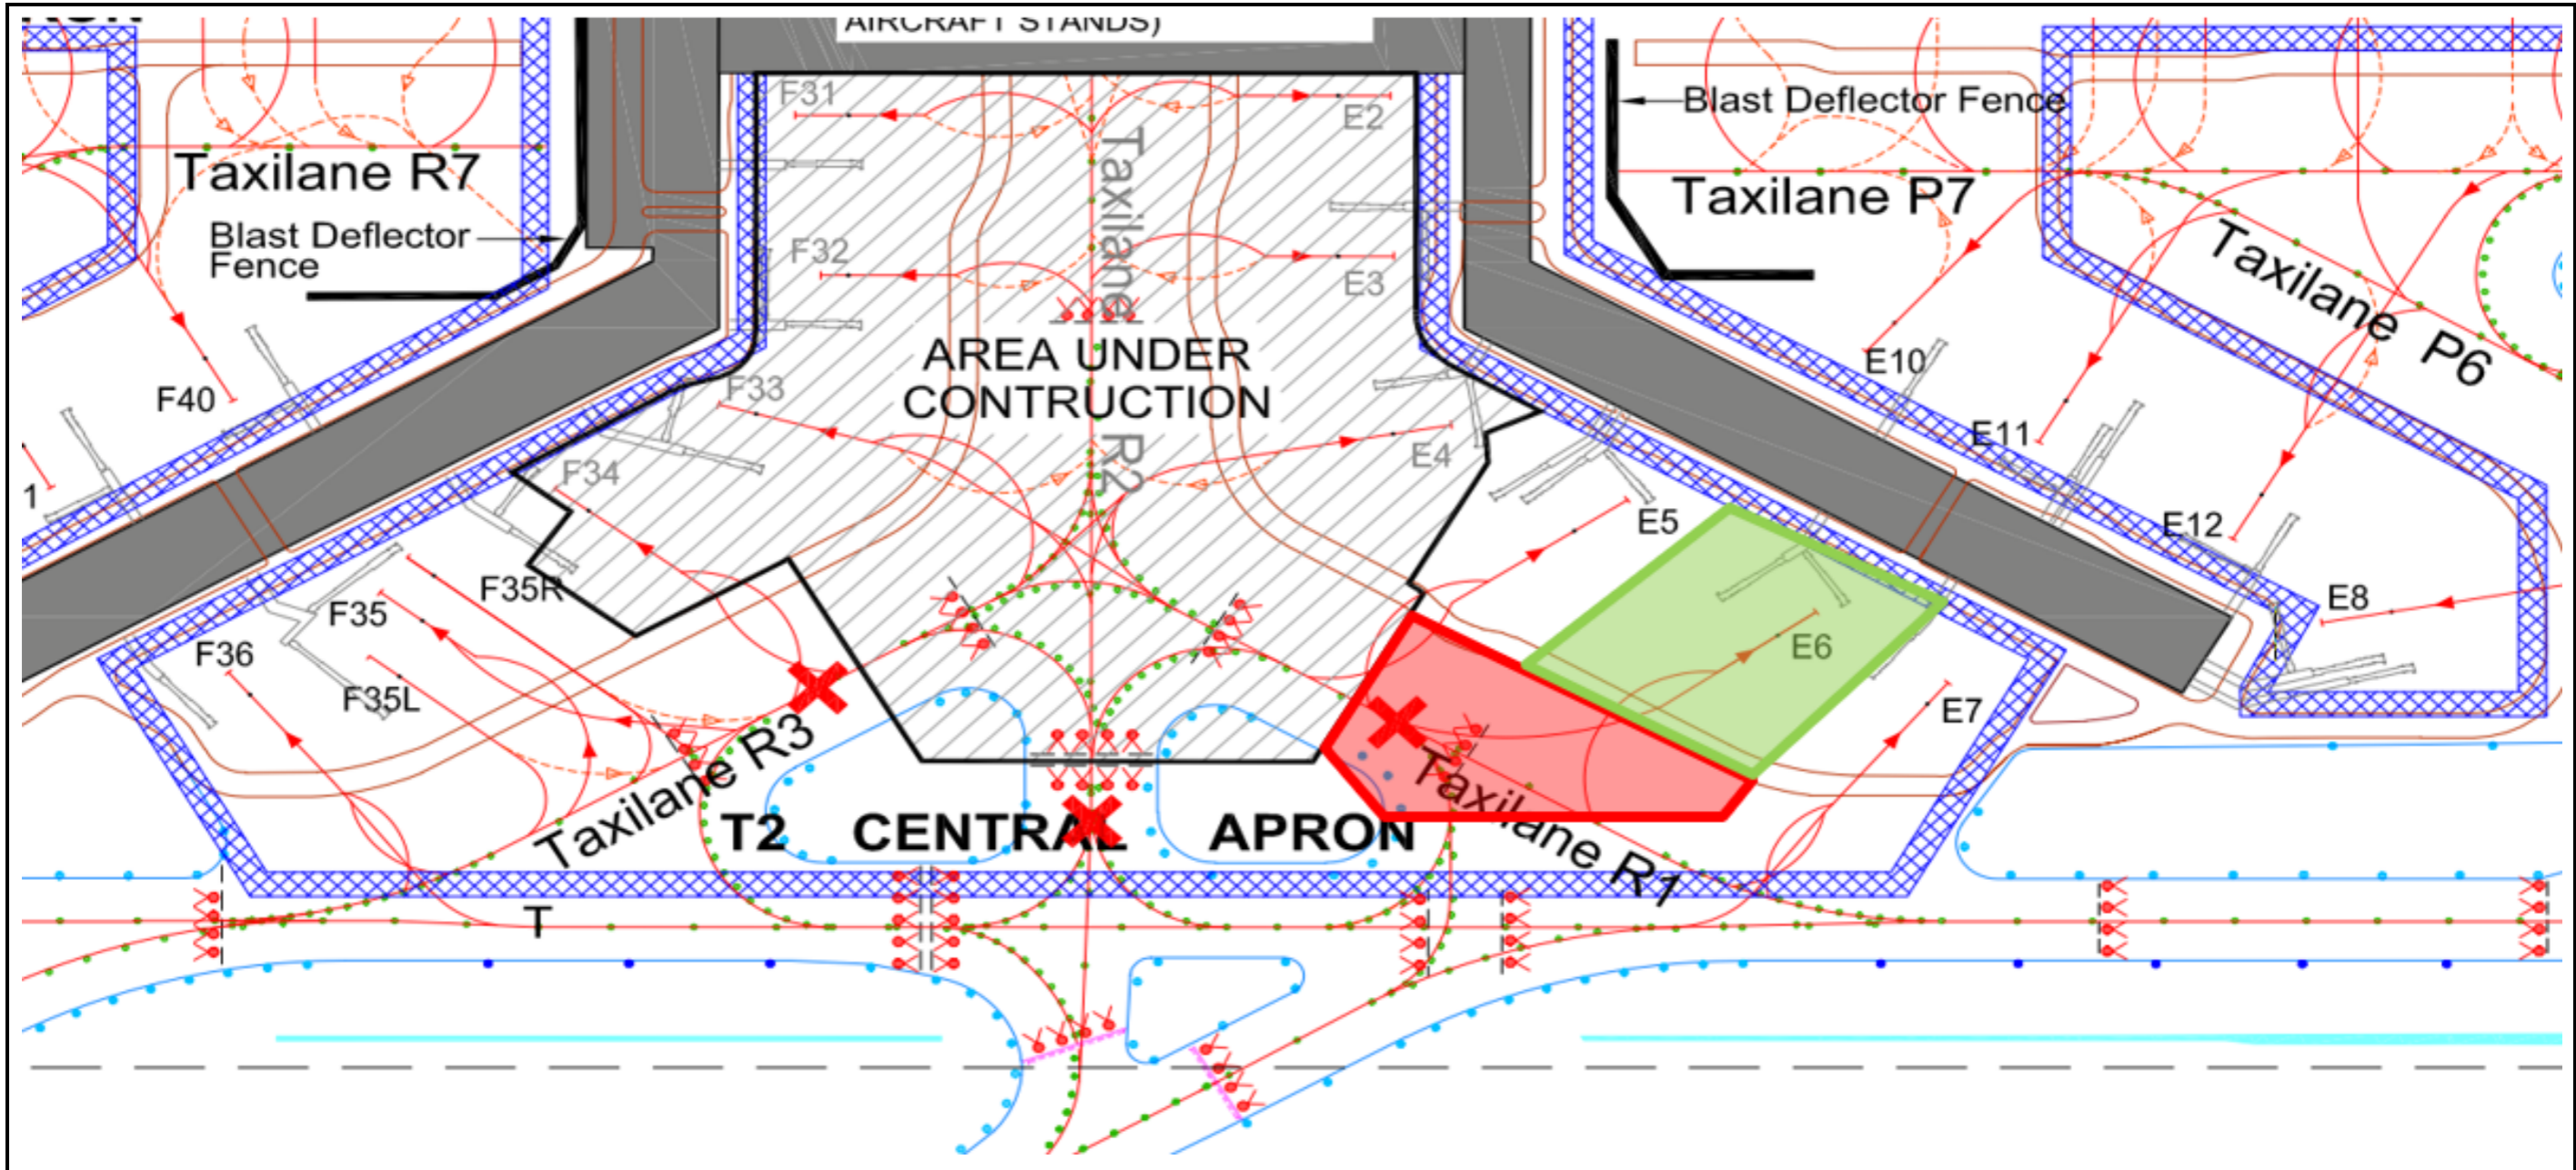 AIRCRAFT STANDS)
F31
E2
Blast Deflector Fence
Taxilane R7
Taxilane P7
Blast Deflector
Fence
F32
E3
Taxilane R2
Taxilane P6
AREA UNDER
CONTRUCTION
F40
F33
E4
E10
E11
E12
1
F34
E5
F35R
F35
E6
E8
F36
F35L
E7
Taxilane R3
Taxilane R1
T2 CENTRAL APRON
T